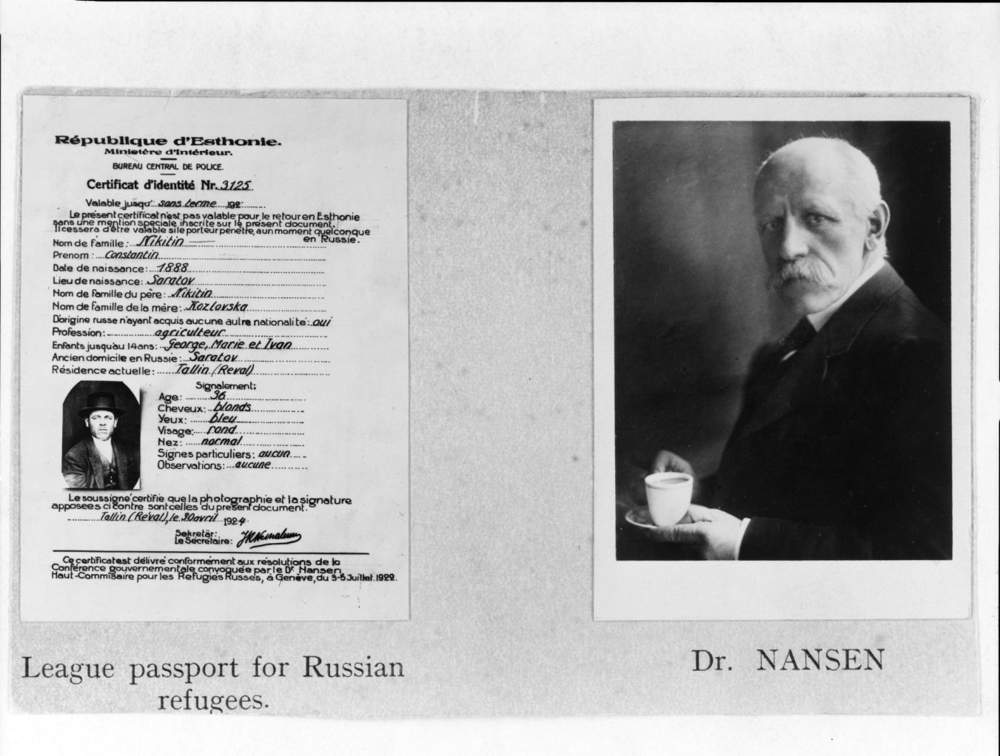 République d'Esthonie.
Ministère d'Intérieur.
BUREAU CENTRAL DE POLICE.
Certificat d'identité Nr. 3125
Valable jusqu' sans terme 192
Le présent certificat n'est pas valable pour le retour en Esthonie
sans une mention speciale inscrite sur le présent document.
Il cessera d'être valable si le porteur pénetre, a un moment quelconque
en Russie.
Nom de famille: Nikitin
Prenom: Constantin
Date de naissance: 1888
Lieu de naissance: Saratov
Nom de famille du père: Nikitin
Nom de famille de la mère: Kozlovska
D'origine russe n'ayant acquis aucune autre nationalité: oui
Profession: agriculteur
Enfants jusqu'au 14 ans: George, Marie et Ivan
Ancien domicile en Russie: Saratov
Résidence actuelle: Tallin (Reval)
Signalement:
Age: 36
Cheveux: blonds
Yeux: bleu
Visage: rond
Nez: normal
Signes particuliers: aucun
Observations: aucune
Le soussigné certifie que la photographie et la signature
apposees ci contre sont celles du present document.
Tallin (Reval), le 30 avril 1924
Sekretär:
Le Secrétaire:
Ce certificat est délivré conformément aux résolutions de la
Conférence gouvernementale convoquée par le Dr. Nansen
Haut-Commisaire pour les Refugies Russes, à Genève, du 3-5 Juillet. 1922.
League passport for Russian
refugees.
Dr. NANSEN